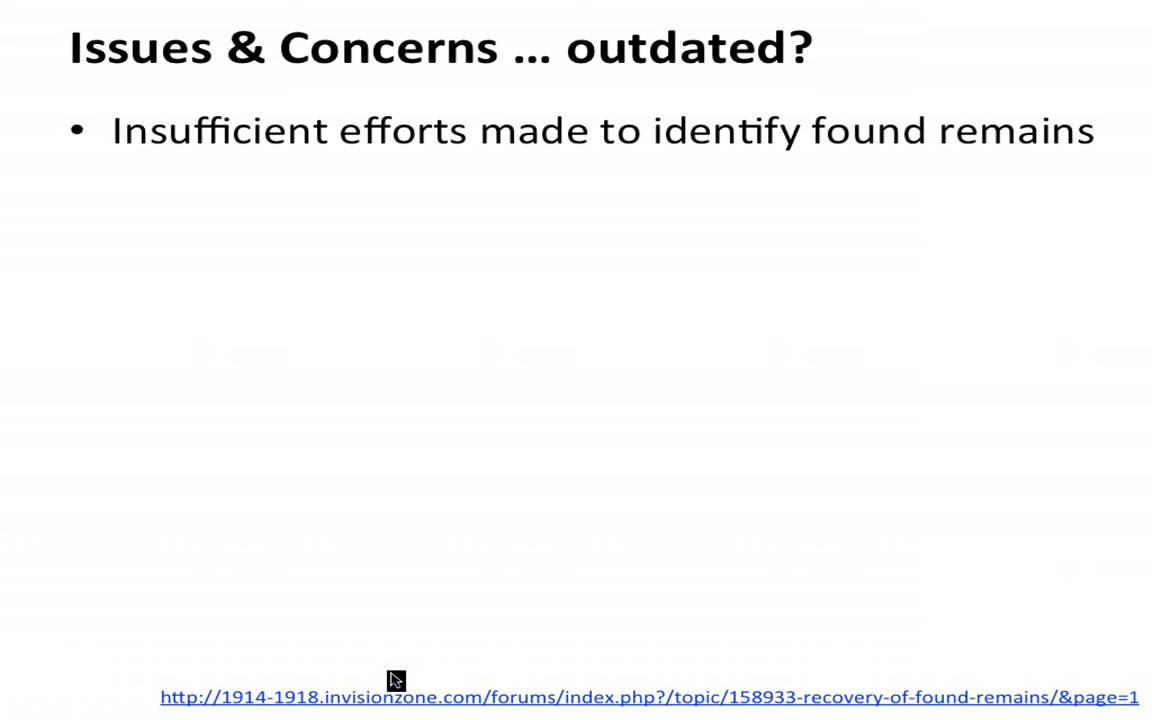 Issues & Concerns ... outdated?
• Insufficient efforts made to identify found remains
http://1914-1918.invisionzone.com/forums/index.php?/topic/158933-recovery-of-found-remains/&page=1